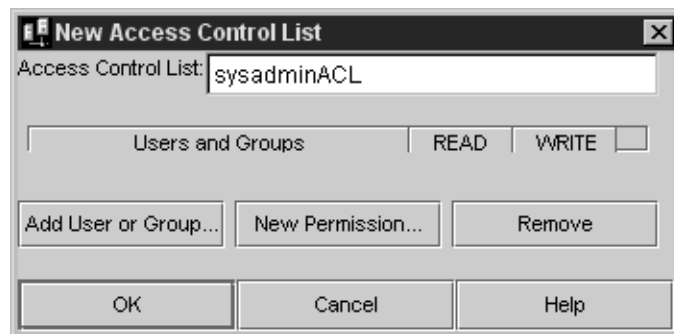 New Access Control List
Access Control List: sysadminACL
Users and Groups READ WRITE
Add User or Group... New Permission... Remove
OK Cancel Help